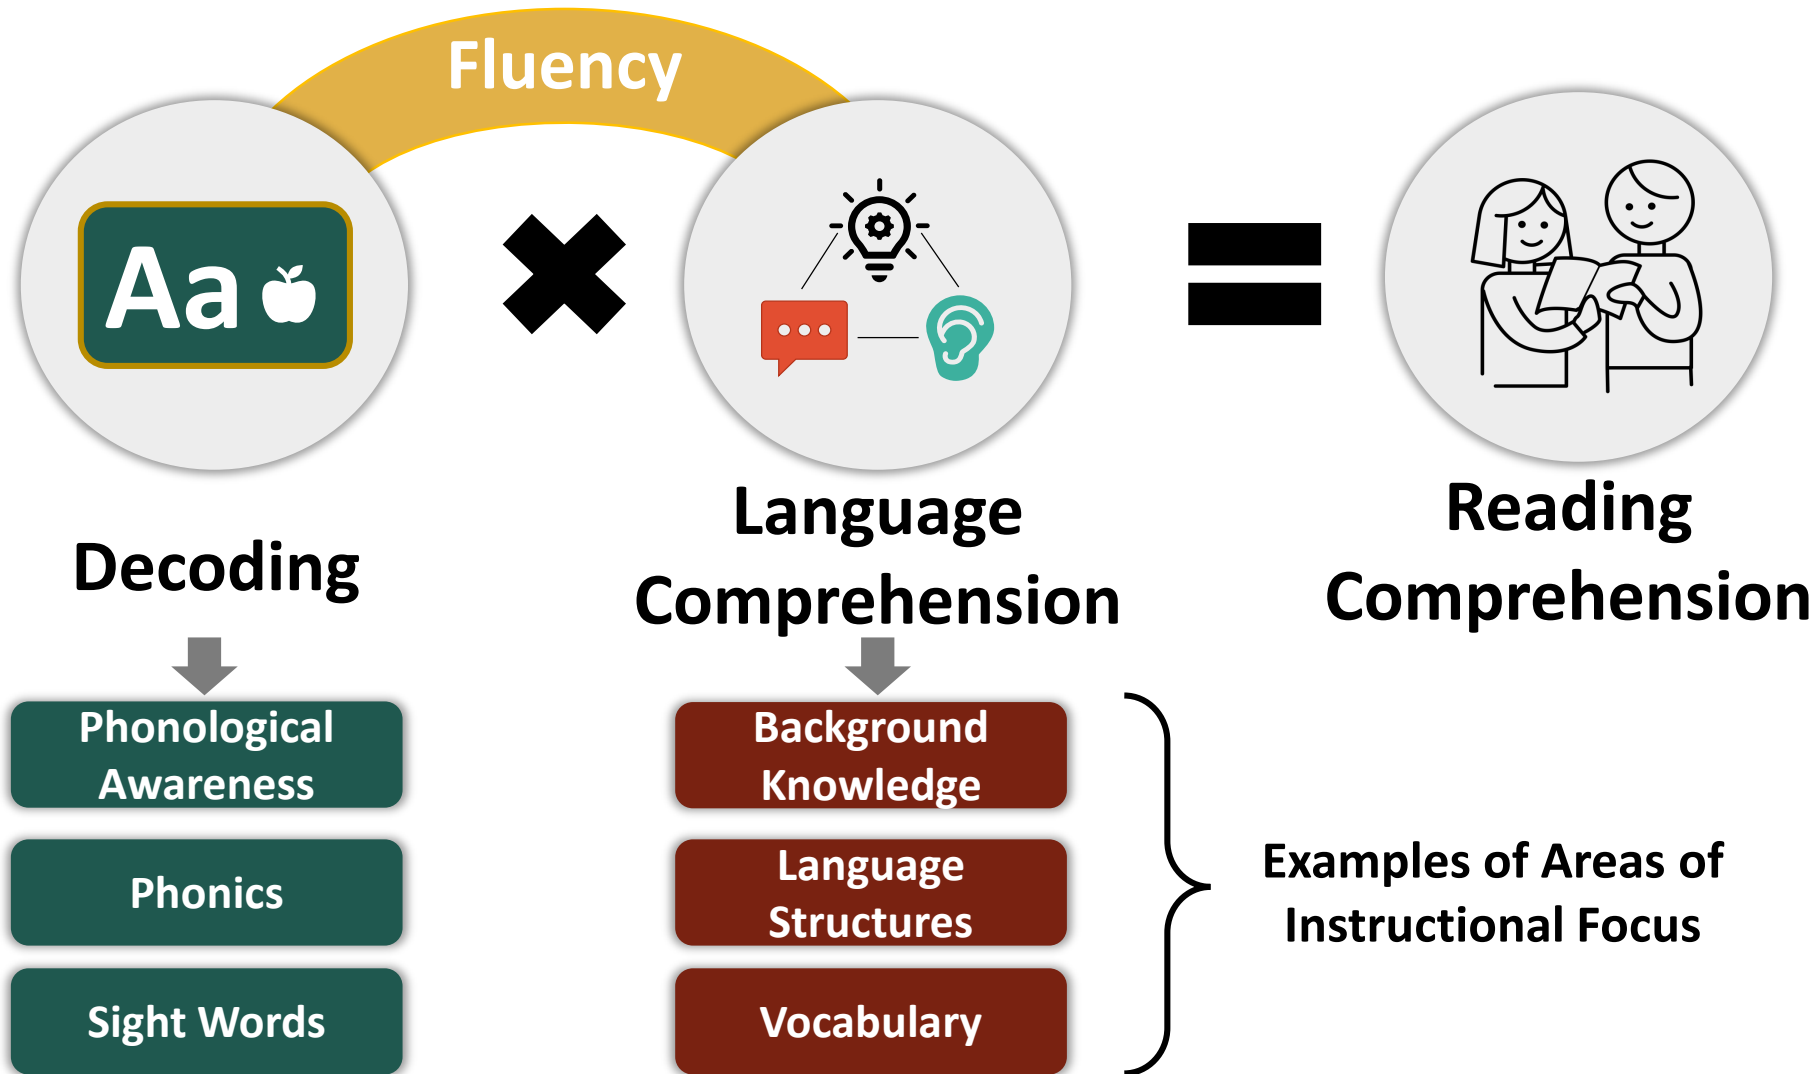 Fluency
Aa
Decoding
Language
Comprehension
Reading
Comprehension
Phonological
Awareness
Phonics
Sight Words
Background
Knowledge
Language
Structures
Vocabulary
Examples of Areas of
Instructional Focus